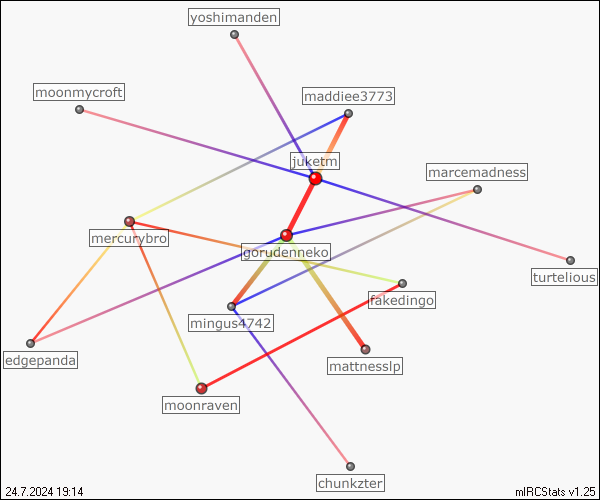 yoshimanden
moonmycroft
maddiee3773
juketm
marcemadness
mercurybro
gorudenneko
turtelious
fakedingo
mingus4742
edgepanda
mattnesslp
moonraven
chunkzter
24.7.2024 19:14
mIRCStats v1.25